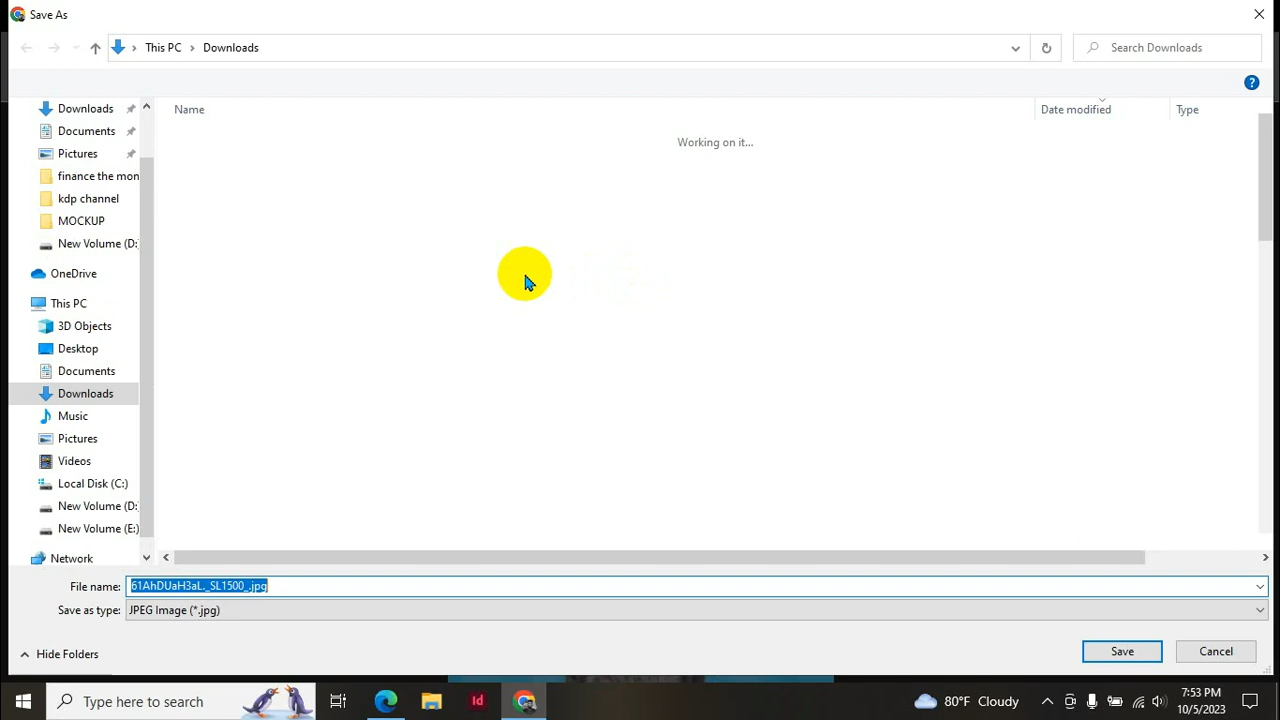 Save As
This PC
Downloads
Search Downloads
Downloads
Documents
Pictures
finance the mon
kdp channel
MOCKUP
New Volume (D:
OneDrive
This PC
3D Objects
Desktop
Documents
Downloads
Music
Pictures
Videos
Local Disk (C:)
New Volume (D:
New Volume (E:)
Network
Name
Date modified
Type
Working on it...
File name:
61AhDUaH3aL._SL1500_.jpg
Save as type:
JPEG Image (*.jpg)
Hide Folders
Save
Cancel
Type here to search
Id
80°F Cloudy
7:53 PM
10/5/2023